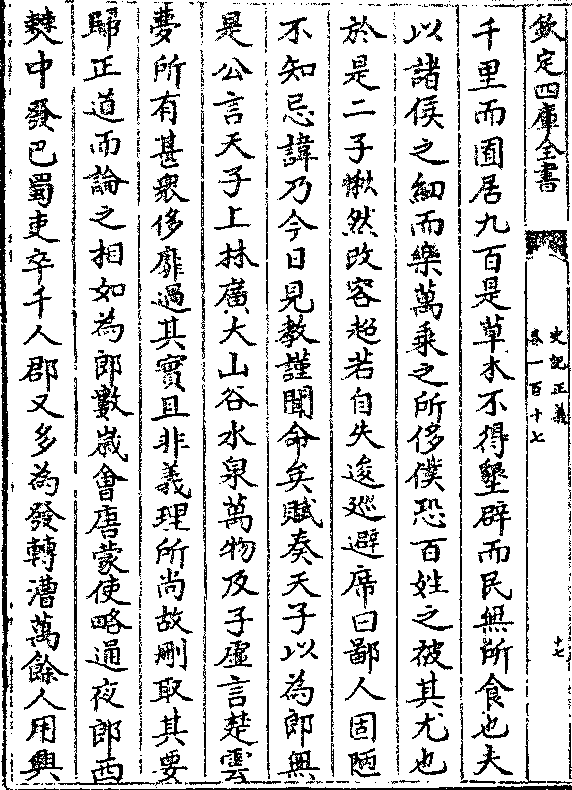 欽定四庫全書
史記正義
卷一百十七
十七
千里而囿居九百是草木不得墾辟而民無所食也夫
以諸侯之細而樂萬乘之所侈僕恐百姓之被其尤也
於是二子愀然改容超若自失逡巡避席曰鄙人固陋
不知忌諱乃今日見教謹聞命矣賦奏天子以為郎無
是公言天子上林廣大山谷水泉萬物及子虛言楚雲
夢所有甚衆侈靡過其實且非義理所尚故刪取其要
歸正道而論之相如為郎數歲會唐蒙使略通夜郎西
僰中發巴蜀吏卒千人郡又多為發轉漕萬餘人用興